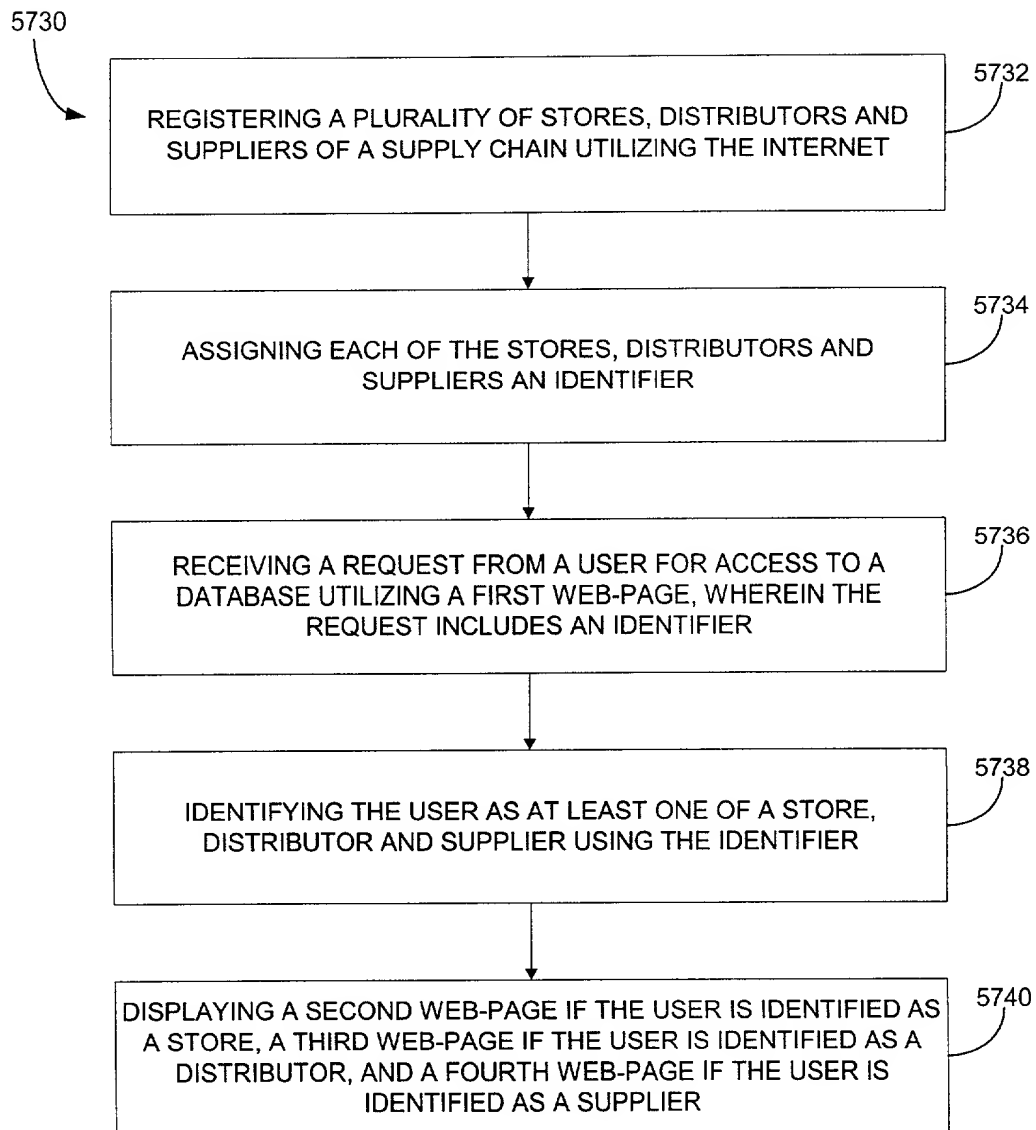 5730
5732
REGISTERING A PLURALITY OF STORES, DISTRIBUTORS AND
SUPPLIERS OF A SUPPLY CHAIN UTILIZING THE INTERNET
5734
ASSIGNING EACH OF THE STORES, DISTRIBUTORS AND
SUPPLIERS AN IDENTIFIER
5736
RECEIVING A REQUEST FROM A USER FOR ACCESS TO A
DATABASE UTILIZING A FIRST WEB-PAGE, WHEREIN THE
REQUEST INCLUDES AN IDENTIFIER
5738
IDENTIFYING THE USER AS AT LEAST ONE OF A STORE,
DISTRIBUTOR AND SUPPLIER USING THE IDENTIFIER
5740
DISPLAYING A SECOND WEB-PAGE IF THE USER IS IDENTIFIED AS
A STORE, A THIRD WEB-PAGE IF THE USER IS IDENTIFIED AS A
DISTRIBUTOR, AND A FOURTH WEB-PAGE IF THE USER IS
IDENTIFIED AS A SUPPLIER